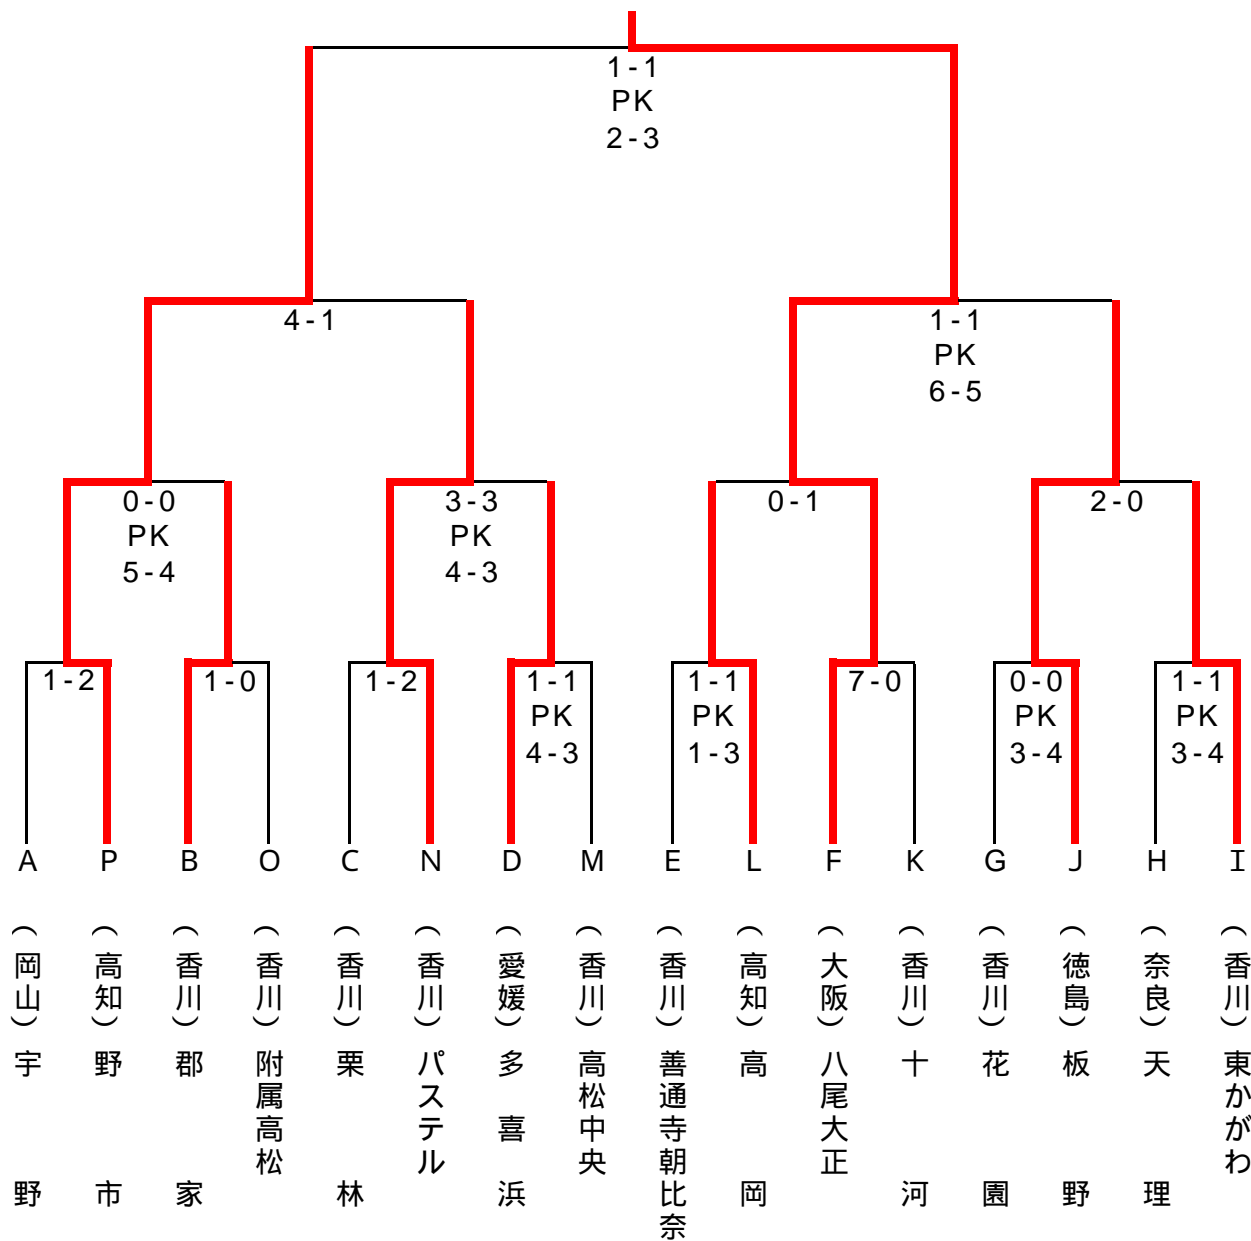 1-1
PK
2-3
4-1
1-1
PK
6-5
0-0
PK
5-4
3-3
PK
4-3
0-1
2-0
1-2
1-0
1-2
1-1
PK
4-3
1-1
PK
1-3
7-0
0-0
PK
3-4
1-1
PK
3-4
A P B O C N D M E L F K G J H I
(岡山)宇野
(高知)野市
(香川)郡家
(香川)附属高松
(香川)栗林
(香川)パステル
(愛媛)多喜浜
(香川)高松中央
(香川)善通寺朝比奈
(高知)高岡
(大阪)八尾大正
(香川)十河
(香川)花園
(徳島)板野
(奈良)天理
(香川)東かがわ